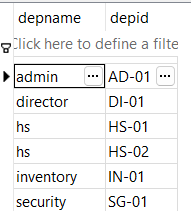 depname depid
Click here to define a filte
admin ... AD-01 ...
director DI-01
hs HS-01
hs HS-02
inventory IN-01
security SG-01